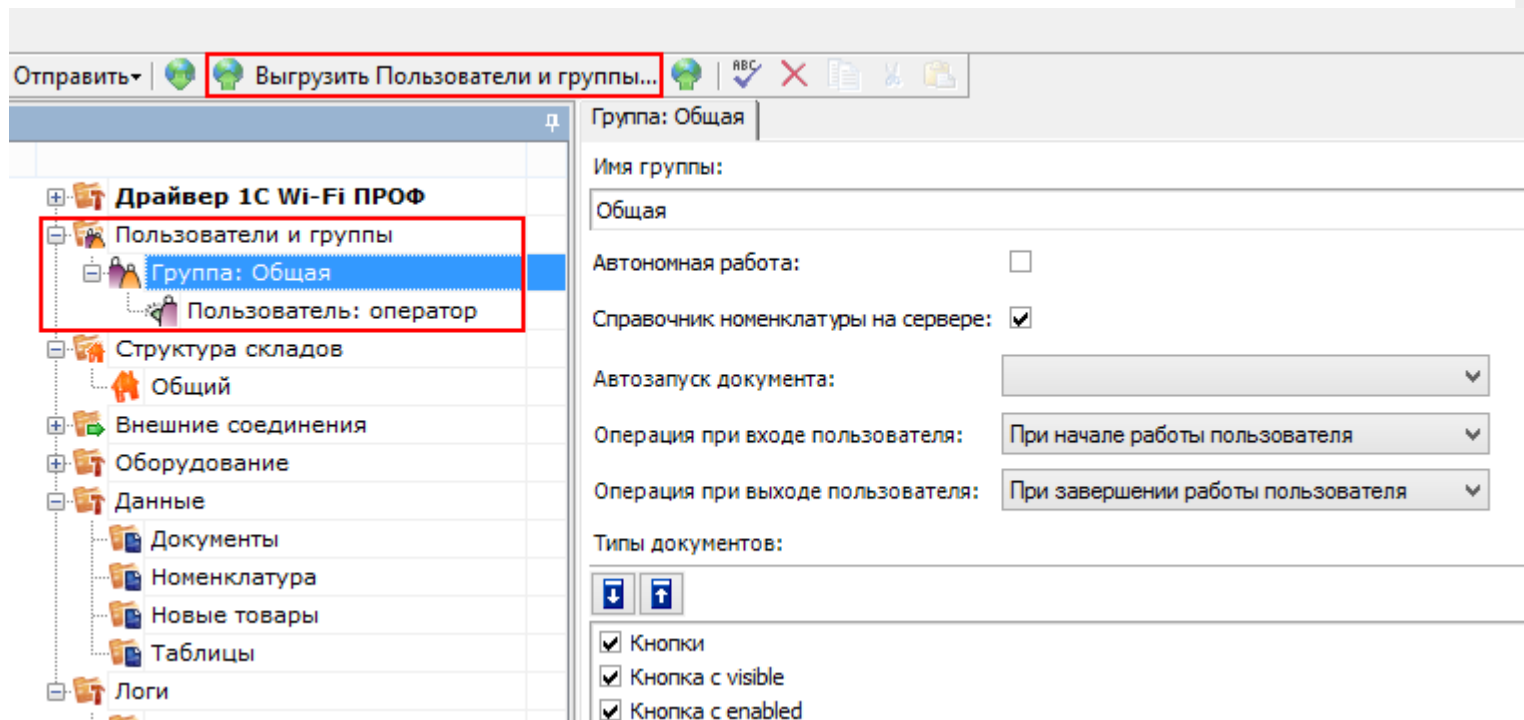 Отправить
Выгрузить Пользователи и группы...
ABC
Драйвер 1С Wi-Fi ПРОФ
Пользователи и группы
Группа: Общая
Пользователь: оператор
Структура складов
Общий
Внешние соединения
Оборудование
Данные
Документы
Номенклатура
Новые товары
Таблицы
Логи
Группа: Общая
Имя группы:
Общая
Автономная работа:
Справочник номенклатуры на сервере:
Автозапуск документа:
Операция при входе пользователя: При начале работы пользователя
Операция при выходе пользователя: При завершении работы пользователя
Типы документов:
Кнопки
Кнопка с visible
Кнопка с enabled